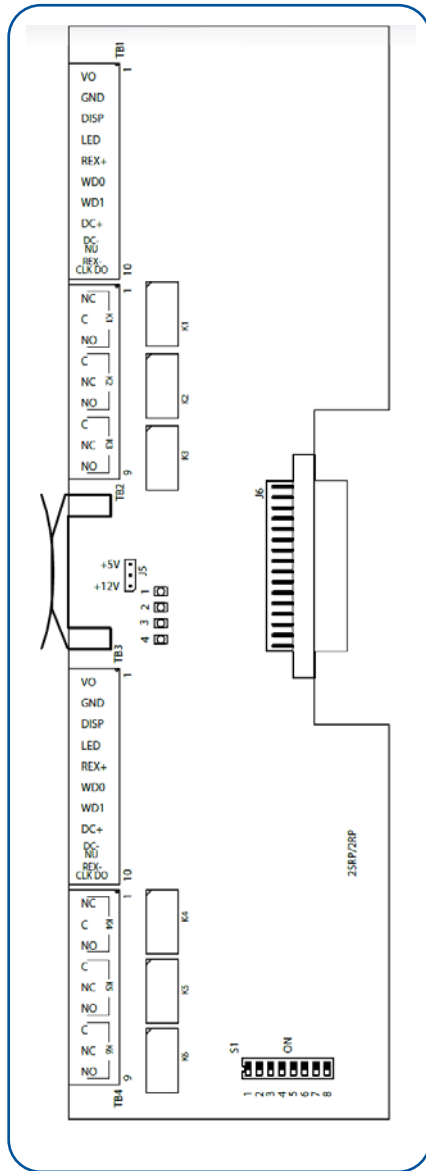 TB1
1
VO
GND
DISP
LED
REX+
WD0
WD1
DC+
DC-
NU
REX-
CLK DO
10
1
NC
C
K1
NO
C
NC
K2
NO
C
NC
K3
NO
9
TB2
K1
K2
K3
J6
+5V
+12V
J5
1
2
3
4
TB3
1
VO
GND
DISP
LED
REX+
WD0
WD1
DC+
DC-
NU
REX-
CLK DO
10
1
NC
C
K4
NO
C
NC
K5
NO
C
NC
K6
NO
9
TB4
K4
K5
K6
2SRP/2RP
S1
ON
1 2 3 4 5 6 7 8